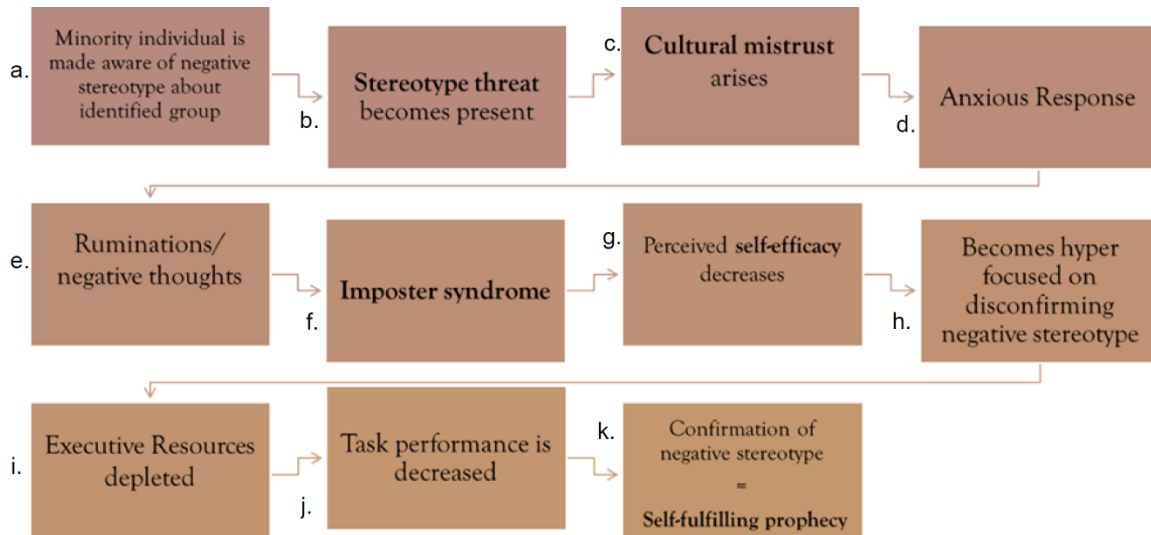 a.
Minority individual is
made aware of negative
stereotype about
identified group
b.
Stereotype threat
becomes present
c.
Cultural mistrust
arises
d.
Anxious Response
e.
Ruminations/
negative thoughts
f.
Imposter syndrome
g.
Perceived self-efficacy
decreases
h.
Becomes hyper
focused on
disconfirming
negative stereotype
i.
Executive Resources
depleted
j.
Task performance is
decreased
k.
Confirmation of
negative stereotype
=
Self-fulfilling prophecy